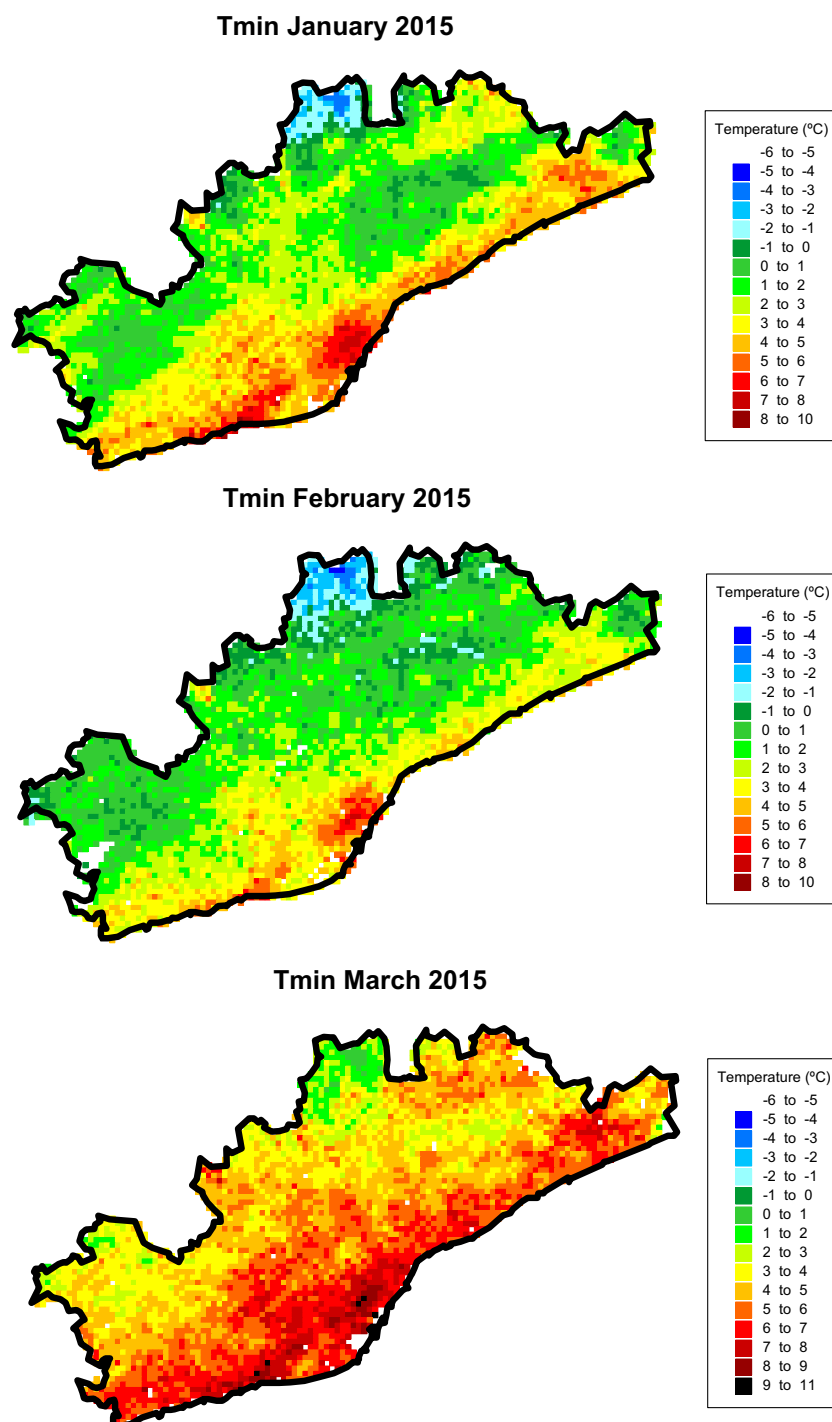 Tmin January 2015
Temperature (ºC)
-6 to -5
-5 to -4
-4 to -3
-3 to -2
-2 to -1
-1 to 0
0 to 1
1 to 2
2 to 3
3 to 4
4 to 5
5 to 6
6 to 7
7 to 8
8 to 10
Tmin February 2015
Temperature (ºC)
-6 to -5
-5 to -4
-4 to -3
-3 to -2
-2 to -1
-1 to 0
0 to 1
1 to 2
2 to 3
3 to 4
4 to 5
5 to 6
6 to 7
7 to 8
8 to 10
Tmin March 2015
Temperature (ºC)
-6 to -5
-5 to -4
-4 to -3
-3 to -2
-2 to -1
-1 to 0
0 to 1
1 to 2
2 to 3
3 to 4
4 to 5
5 to 6
6 to 7
7 to 8
8 to 9
9 to 11